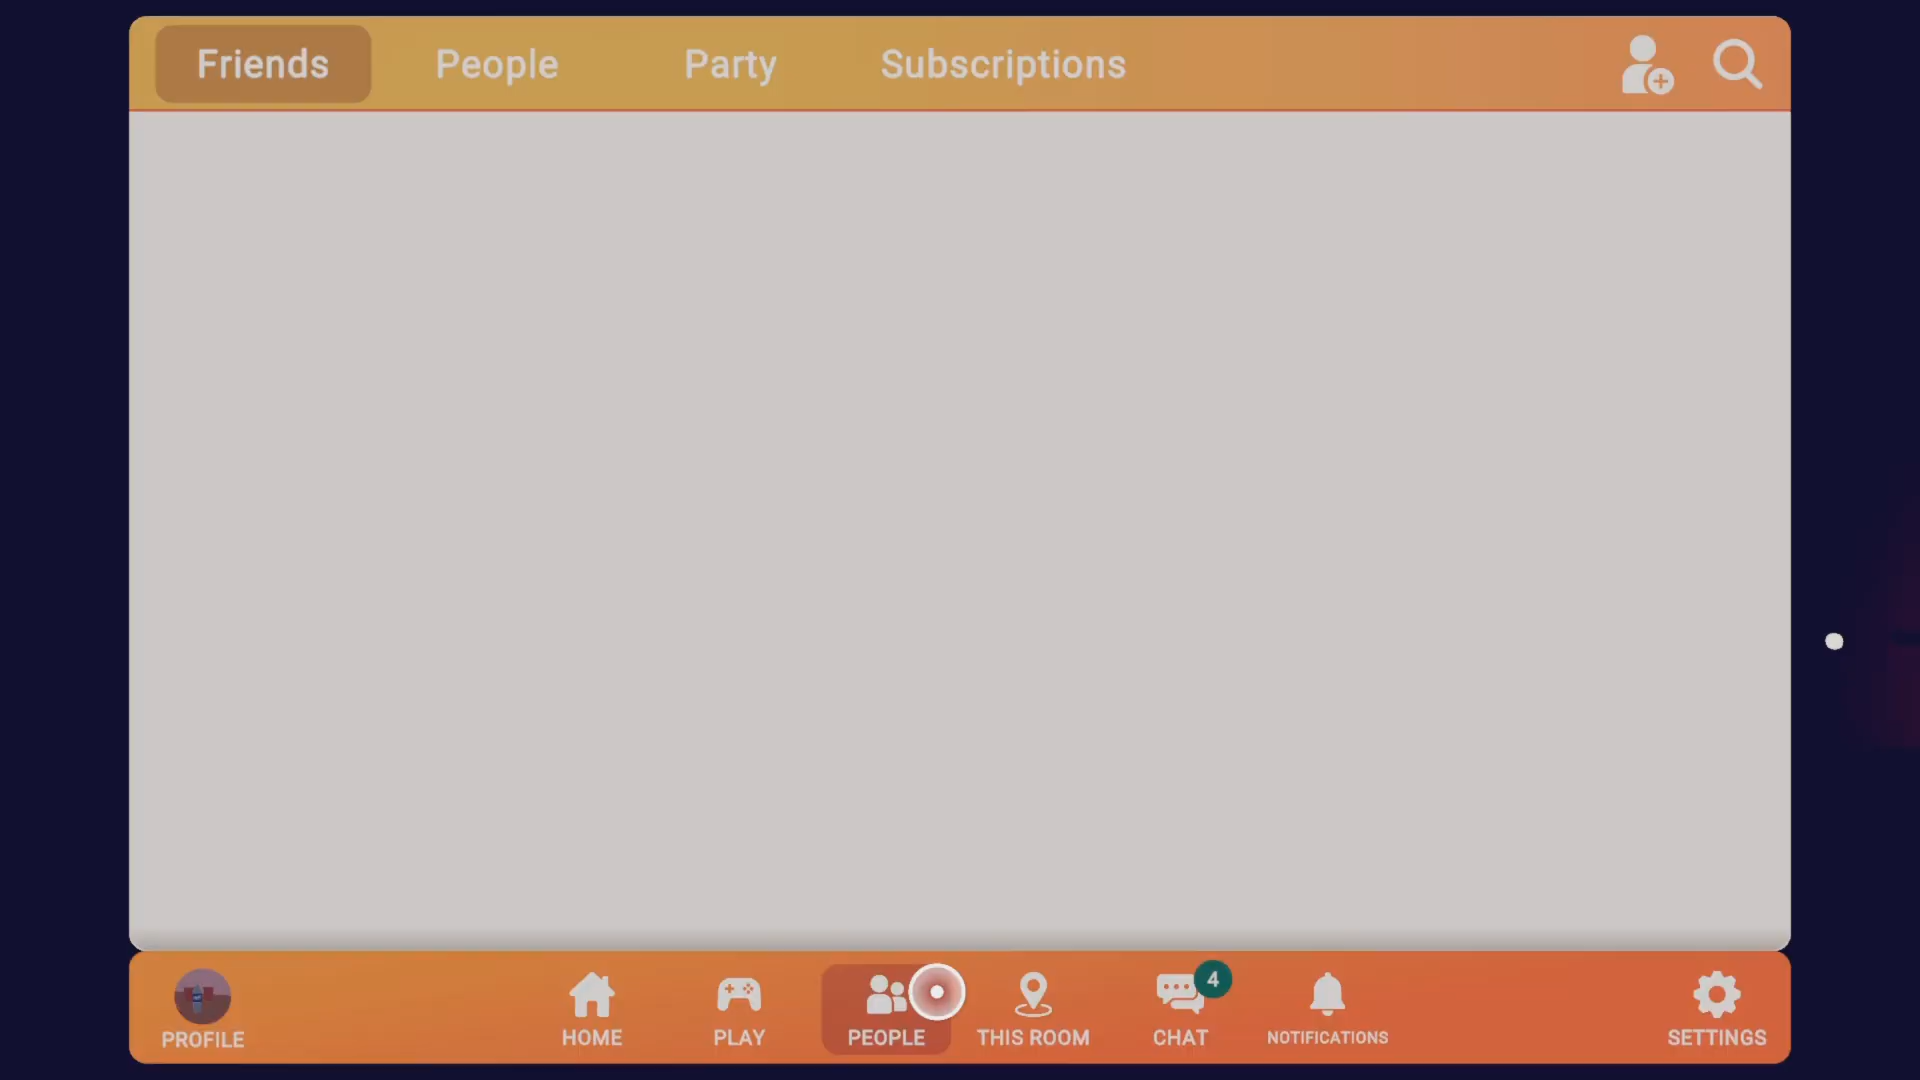 Friends People Party Subscriptions
4
PROFILE HOME PLAY PEOPLE THIS ROOM CHAT NOTIFICATIONS SETTINGS